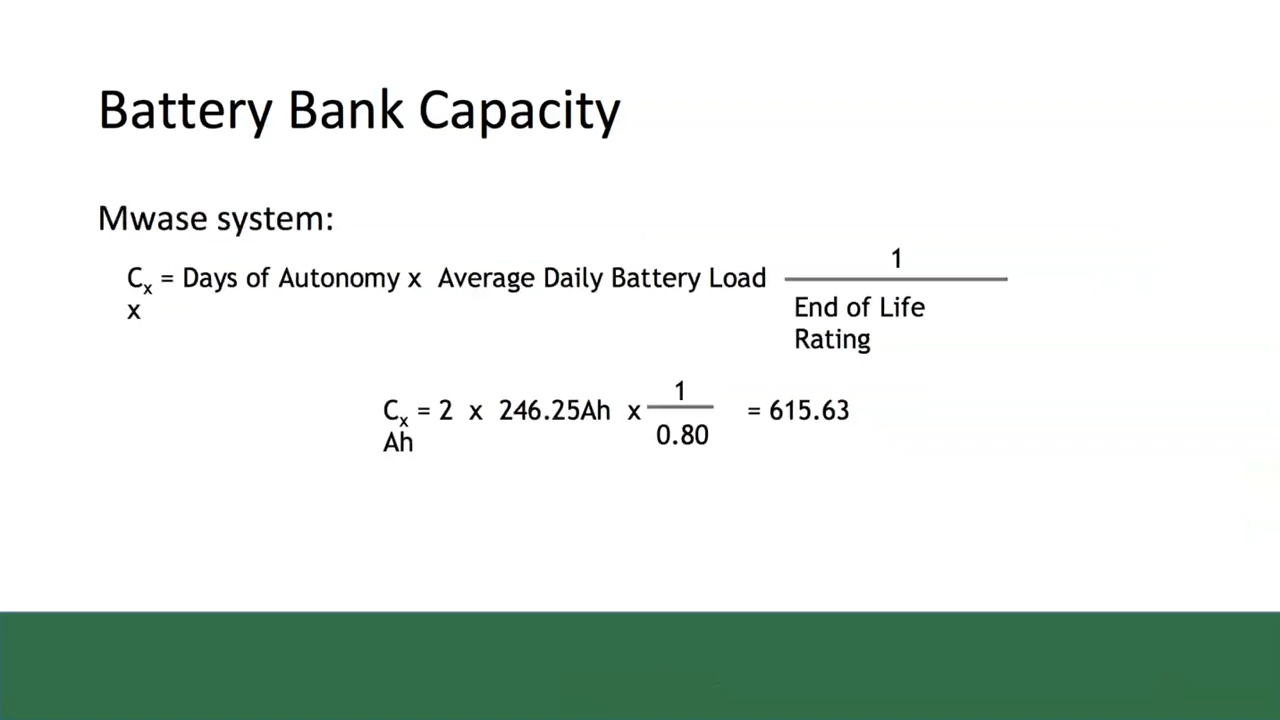 Battery Bank Capacity
Mwase system:
1
Cx = Days of Autonomy x Average Daily Battery Load
x
End of Life
Rating
1
Cx = 2 x 246.25Ah x = 615.63
Ah
0.80